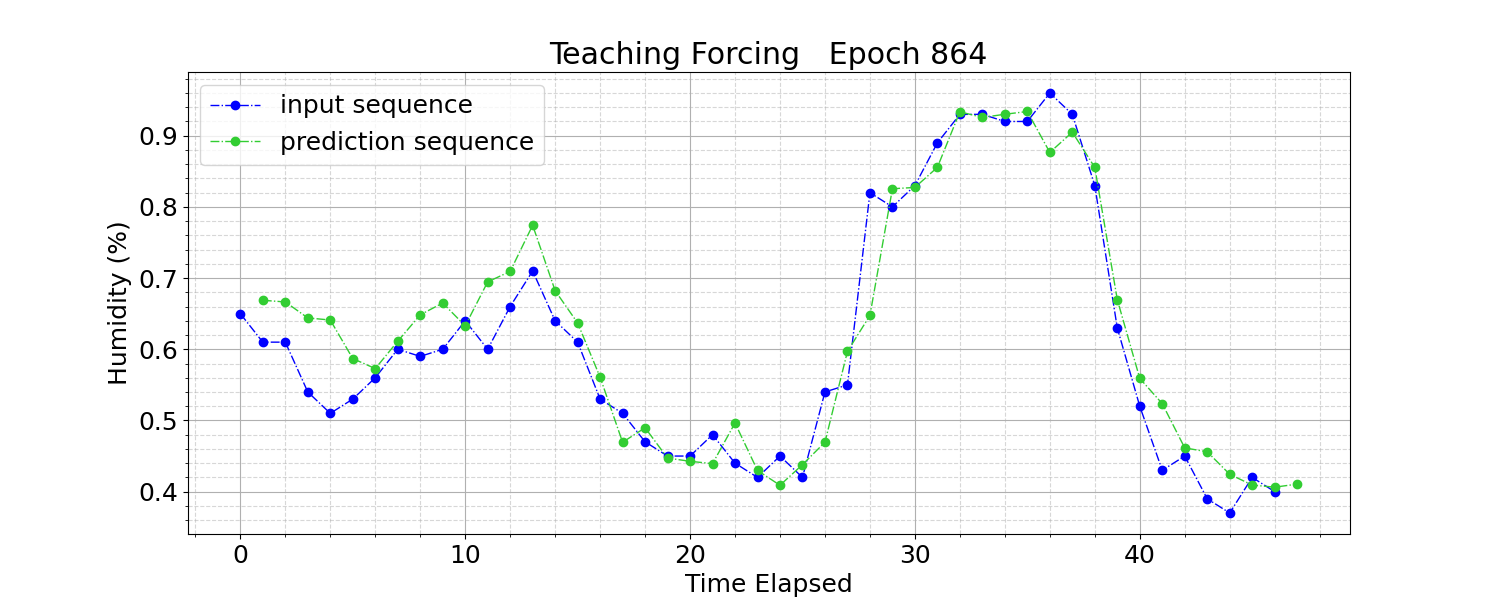 Teaching Forcing   Epoch 864
input sequence
prediction sequence
Humidity (%)
0.9
0.8
0.7
0.6
0.5
0.4
0 10 20 30 40
Time Elapsed